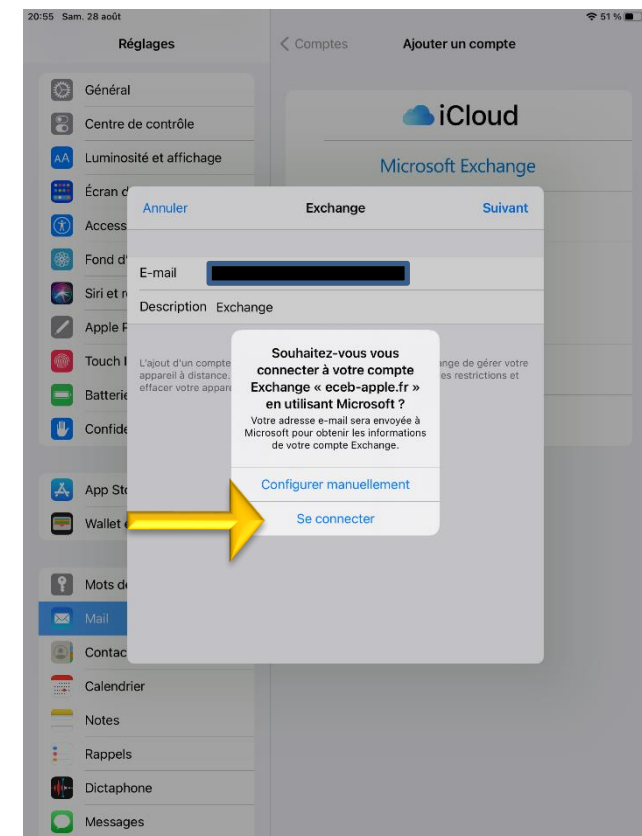 20:55 Sam. 28 août
51 %
Réglages
Comptes
Ajouter un compte
Général
Centre de contrôle
AA
Luminosité et affichage
Écran d
Access
Fond d'
Siri et r
Apple P
Touch I
Batterie
Confide
App Sto
Wallet
Mots de
Mail
Contac
Calendrier
Notes
Rappels
Dictaphone
Messages
iCloud
Microsoft Exchange
Annuler
Exchange
Suivant
E-mail
Description Exchange
L'ajout d'un compte
appareil à distance.
effacer votre appare
ange de gérer votre
es restrictions et
Souhaitez-vous vous
connecter à votre compte
Exchange « eceb-apple.fr »
en utilisant Microsoft ?
Votre adresse e-mail sera envoyée à
Microsoft pour obtenir les informations
de votre compte Exchange.
Configurer manuellement
Se connecter